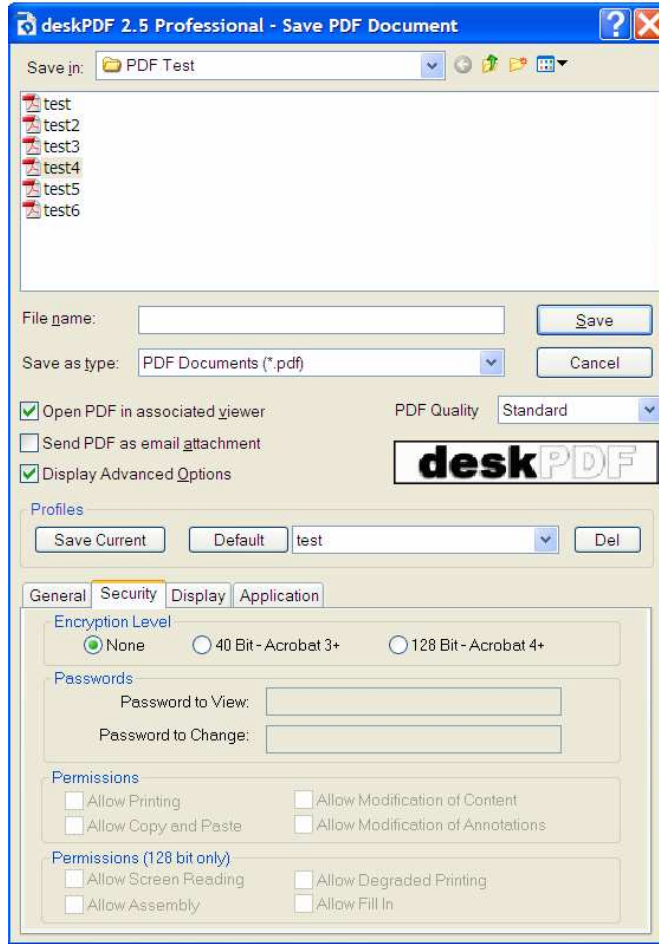 deskPDF 2.5 Professional - Save PDF Document
Save in: PDF Test
test
test2
test3
test4
test5
test6
File name: Save
Save as type: PDF Documents (*.pdf) Cancel
Open PDF in associated viewer PDF Quality Standard
Send PDF as email attachment
deskPDF
Display Advanced Options
Profiles
Save Current Default test Del
General Security Display Application
Encryption Level
None 40 Bit - Acrobat 3+ 128 Bit - Acrobat 4+
Passwords
Password to View:
Password to Change:
Permissions
Allow Printing Allow Modification of Content
Allow Copy and Paste Allow Modification of Annotations
Permissions (128 bit only)
Allow Screen Reading Allow Degraded Printing
Allow Assembly Allow Fill In